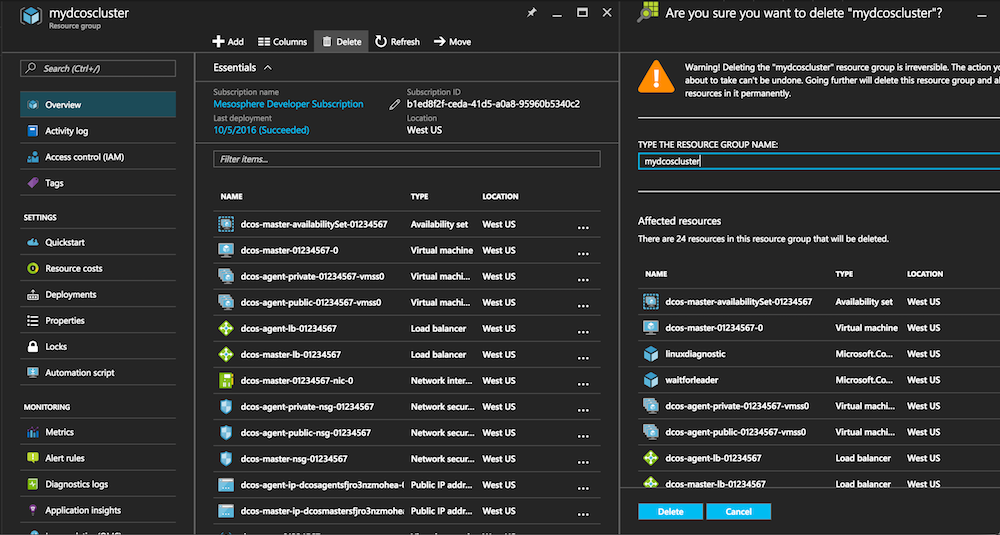 mydcoscluster
Resource group
Search (Ctrl+/)
Overview
Activity log
Access control (IAM)
Tags
SETTINGS
Quickstart
Resource costs
Deployments
Properties
Locks
Automation script
MONITORING
Metrics
Alert rules
Diagnostics logs
Application insights
Add Columns Delete Refresh Move
Essentials
Subscription name Subscription ID
Mesosphere Developer Subscription b1ed8f2f-ceda-41d5-a0a8-95960b5340c2
Last deployment Location
10/5/2016 (Succeeded) West US
Filter items...
NAME TYPE LOCATION
dcos-master-availabilitySet-01234567 Availability set West US ...
dcos-master-01234567-0 Virtual machine West US ...
dcos-agent-private-01234567-vmss0 Virtual machi... West US ...
dcos-agent-public-01234567-vmss0 Virtual machi... West US ...
dcos-agent-lb-01234567 Load balancer West US ...
dcos-master-lb-01234567 Load balancer West US ...
dcos-master-01234567-nic-0 Network inter... West US ...
dcos-agent-private-nsg-01234567 Network secur... West US ...
dcos-agent-public-nsg-01234567 Network secur... West US ...
dcos-master-nsg-01234567 Network secur... West US ...
dcos-agent-ip-dcosagentsfjro3nzmohea-( Public IP addr... West US ...
dcos-master-ip-dcosmastersfjro3nzmohea Public IP addr... West US ...
Are you sure you want to delete "mydcoscluster"?
Warning! Deleting the "mydcoscluster" resource group is irreversible. The action yo
about to take can't be undone. Going further will delete this resource group and al
resources in it permanently.
TYPE THE RESOURCE GROUP NAME:
mydcoscluster
Affected resources
There are 24 resources in this resource group that will be deleted.
NAME TYPE LOCATION
dcos-master-availabilitySet-01234567 Availability set West US
dcos-master-01234567-0 Virtual machine West US
linuxdiagnostic Microsoft.Co... West US
waitforleader Microsoft.Co... West US
dcos-agent-private-01234567-vmss0 Virtual machi... West US
dcos-agent-public-01234567-vmss0 Virtual machi... West US
dcos-agent-lb-01234567 Load balancer West US
dcos-master-lb-01234567 Load balancer West US
Delete Cancel